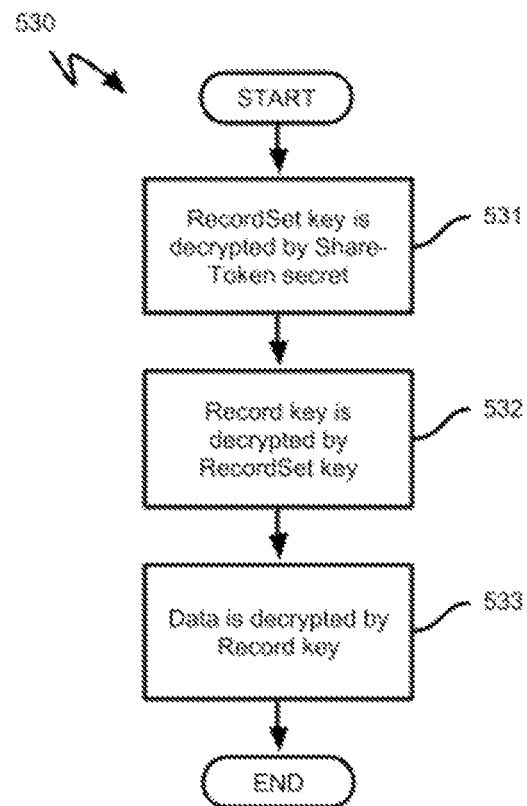 530
START
RecordSet key is
decrypted by Share-
Token secret
531
Record key is
decrypted by
RecordSet key
532
Data is decrypted by
Record key
533
END